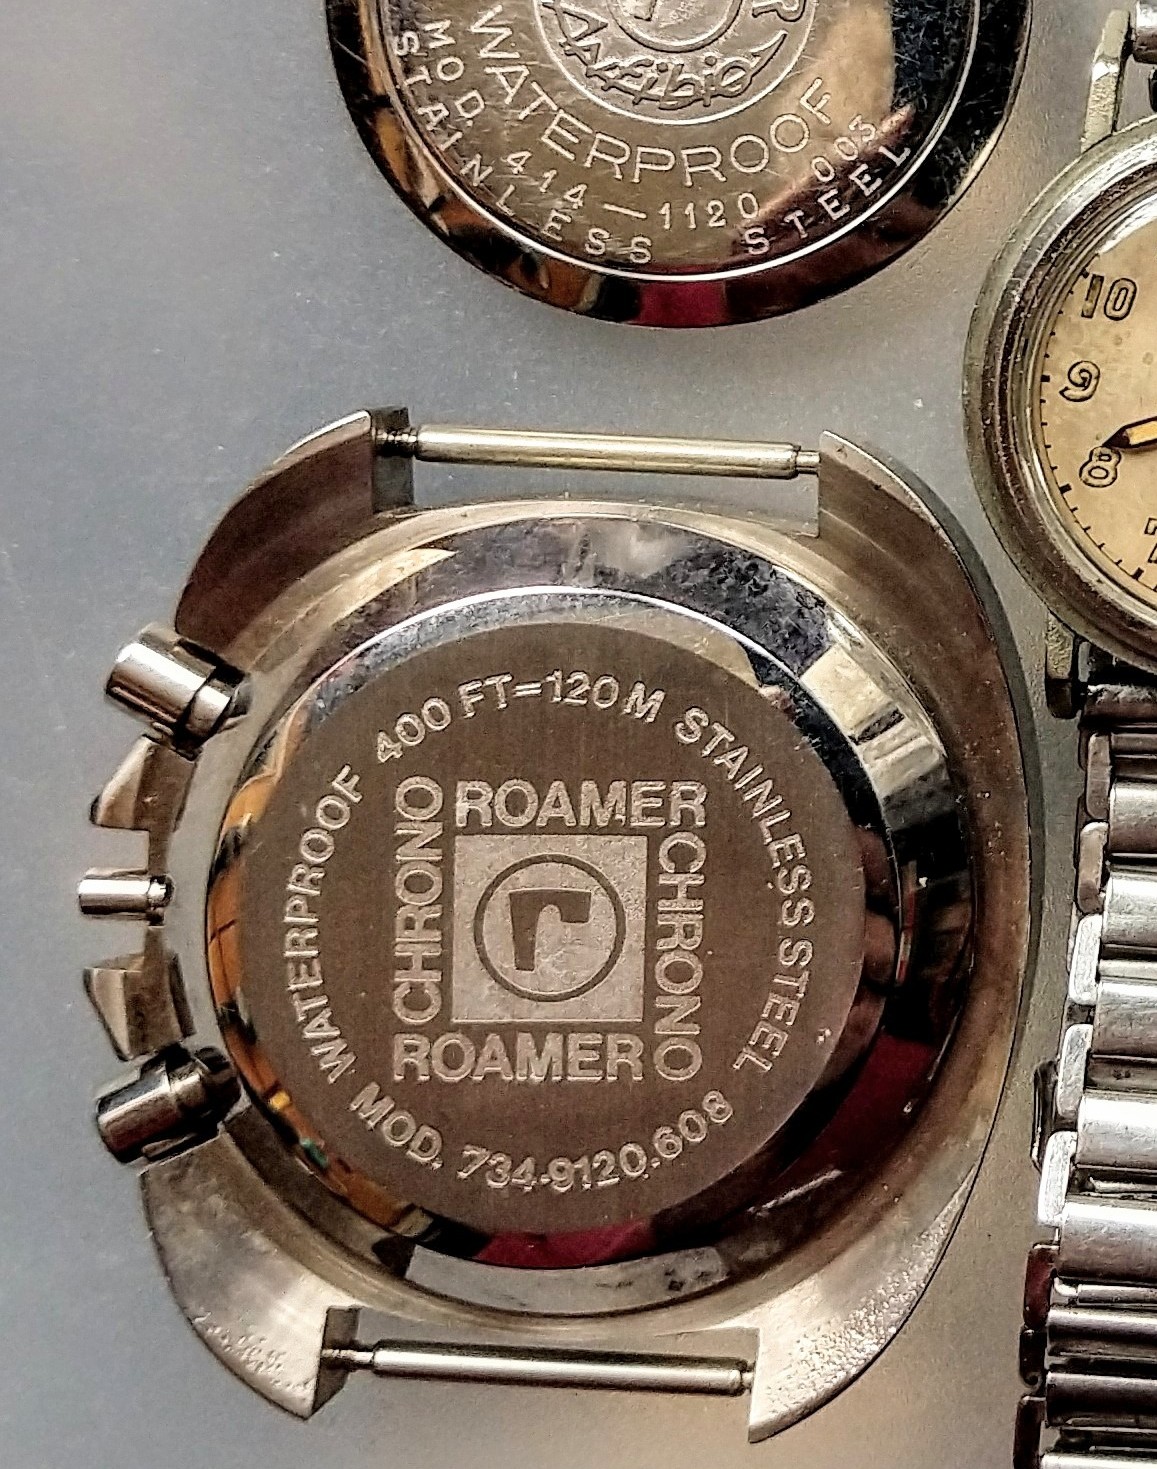 Amfibia
WATERPROOF
MOD. 414-1120 003
STAINLESS STEEL
10
9
8
WATERPROOF 400 FT=120M STAINLESS STEEL
ROAMER
CHRONO
CHRONO
r
ROAMER
MOD. 734-9120.608